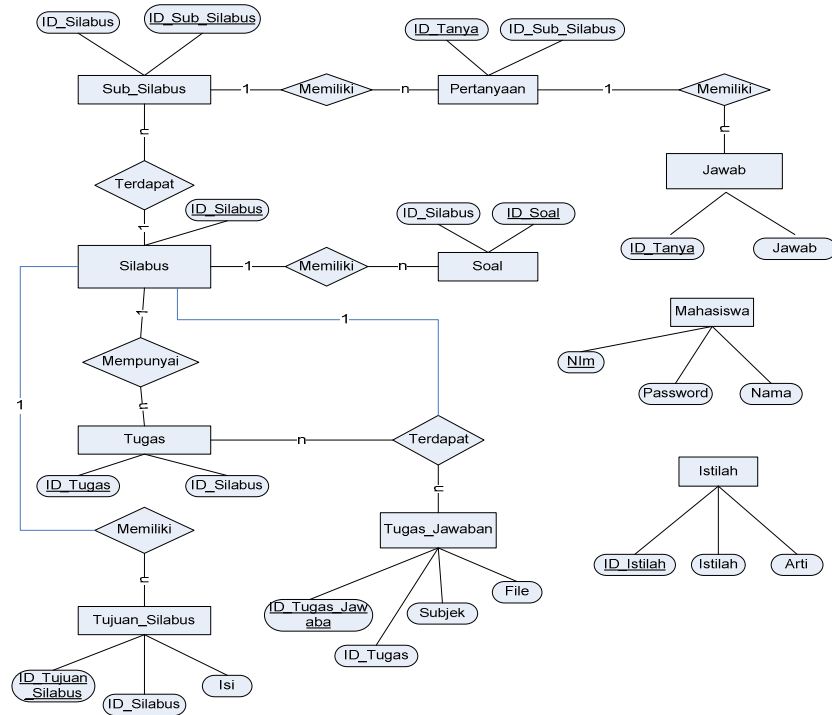 ID_Silabus
ID_Sub_Silabus
ID_Tanya
ID_Sub_Silabus
Sub_Silabus
1
Memiliki
n
Pertanyaan
1
Memiliki
n
n
Jawab
Terdapat
1
ID_Silabus
ID_Silabus
ID_Soal
ID_Tanya
Jawab
Silabus
1
Memiliki
n
Soal
Mahasiswa
1
1
NIm
Mempunyai
Password
Nama
1
n
Tugas
n
Terdapat
ID_Tugas
ID_Silabus
n
Istilah
Memiliki
Tugas_Jawaban
ID_Istilah
Istilah
Arti
n
File
ID_Tugas_Jaw
aba
Subjek
Tujuan_Silabus
ID_Tugas
ID_Tujuan
_Silabus
ID_Silabus
Isi